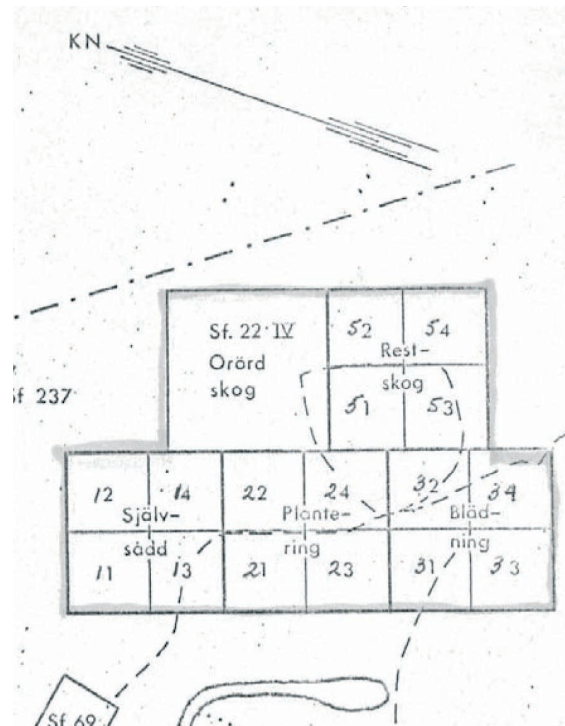 KN
Sf. 22·IV
Orörd
skog
52
54
Rest-
skog
51
53
Sf 237
12
14
22
24
32
34
Själv-
sådd
Plante-
ring
Bläd-
ning
11
13
21
23
31
33
Sf 69